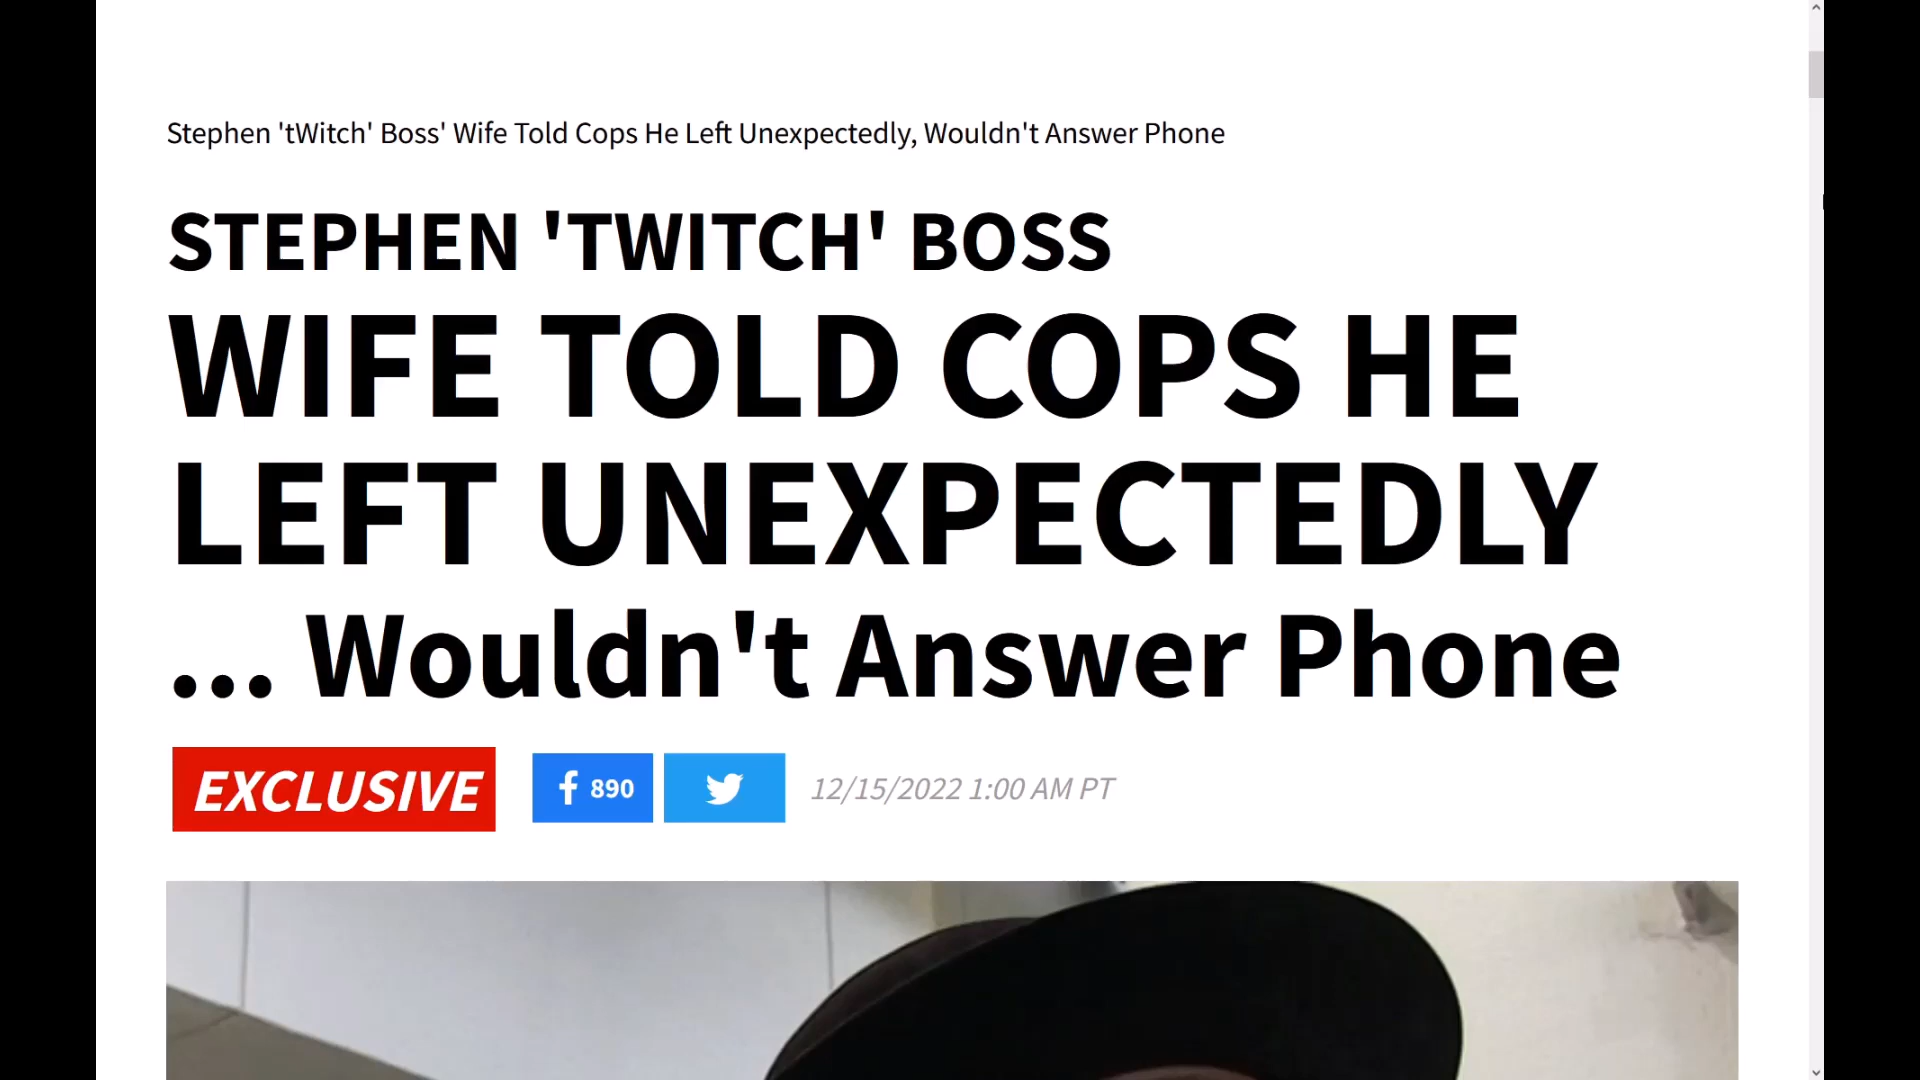 Stephen 'tWitch' Boss' Wife Told Cops He Left Unexpectedly, Wouldn't Answer Phone
STEPHEN 'TWITCH' BOSS
WIFE TOLD COPS HE
LEFT UNEXPECTEDLY
... Wouldn't Answer Phone
EXCLUSIVE f 890 12/15/2022 1:00 AM PT